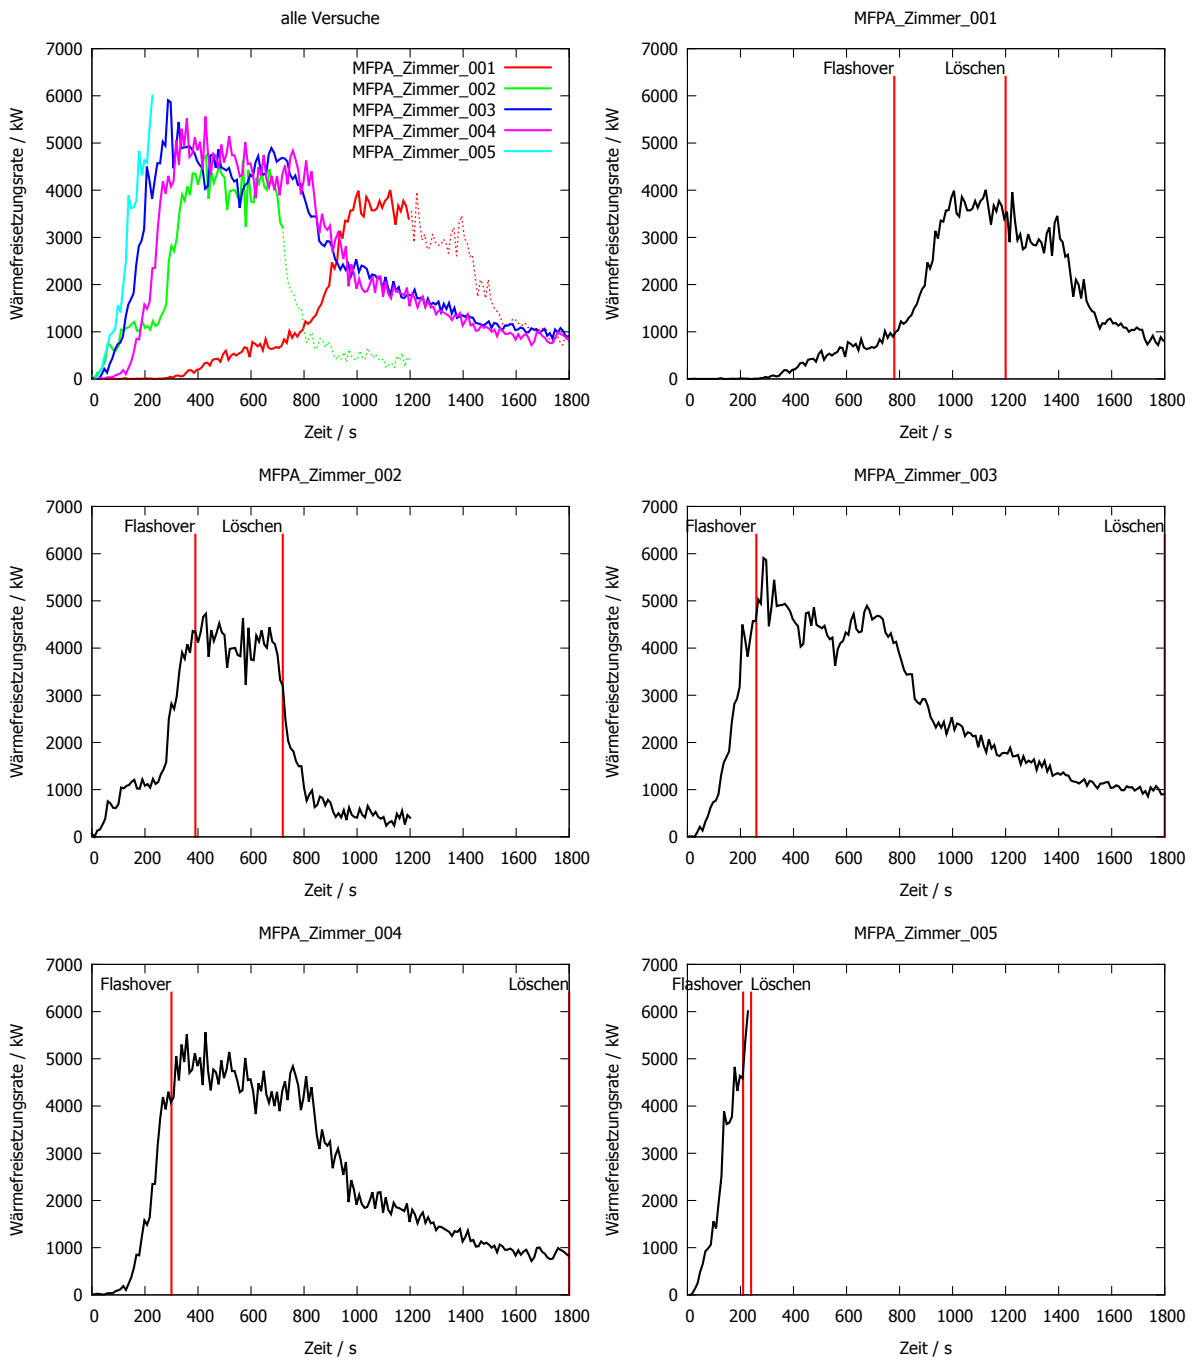 alle Versuche
Wärmefreisetzungsrate / kW
7000
6000
5000
4000
3000
2000
1000
0
MFPA_Zimmer_001
MFPA_Zimmer_002
MFPA_Zimmer_003
MFPA_Zimmer_004
MFPA_Zimmer_005
0 200 400 600 800 1000 1200 1400 1600 1800
Zeit / s
MFPA_Zimmer_001
Wärmefreisetzungsrate / kW
7000
6000
5000
4000
3000
2000
1000
0
Flashover Löschen
0 200 400 600 800 1000 1200 1400 1600 1800
Zeit / s
MFPA_Zimmer_002
Wärmefreisetzungsrate / kW
7000
6000
5000
4000
3000
2000
1000
0
Flashover Löschen
0 200 400 600 800 1000 1200 1400 1600 1800
Zeit / s
MFPA_Zimmer_003
Wärmefreisetzungsrate / kW
7000
6000
5000
4000
3000
2000
1000
0
Flashover Löschen
0 200 400 600 800 1000 1200 1400 1600 1800
Zeit / s
MFPA_Zimmer_004
Wärmefreisetzungsrate / kW
7000
6000
5000
4000
3000
2000
1000
0
Flashover Löschen
0 200 400 600 800 1000 1200 1400 1600 1800
Zeit / s
MFPA_Zimmer_005
Wärmefreisetzungsrate / kW
7000
6000
5000
4000
3000
2000
1000
0
Flashover Löschen
0 200 400 600 800 1000 1200 1400 1600 1800
Zeit / s